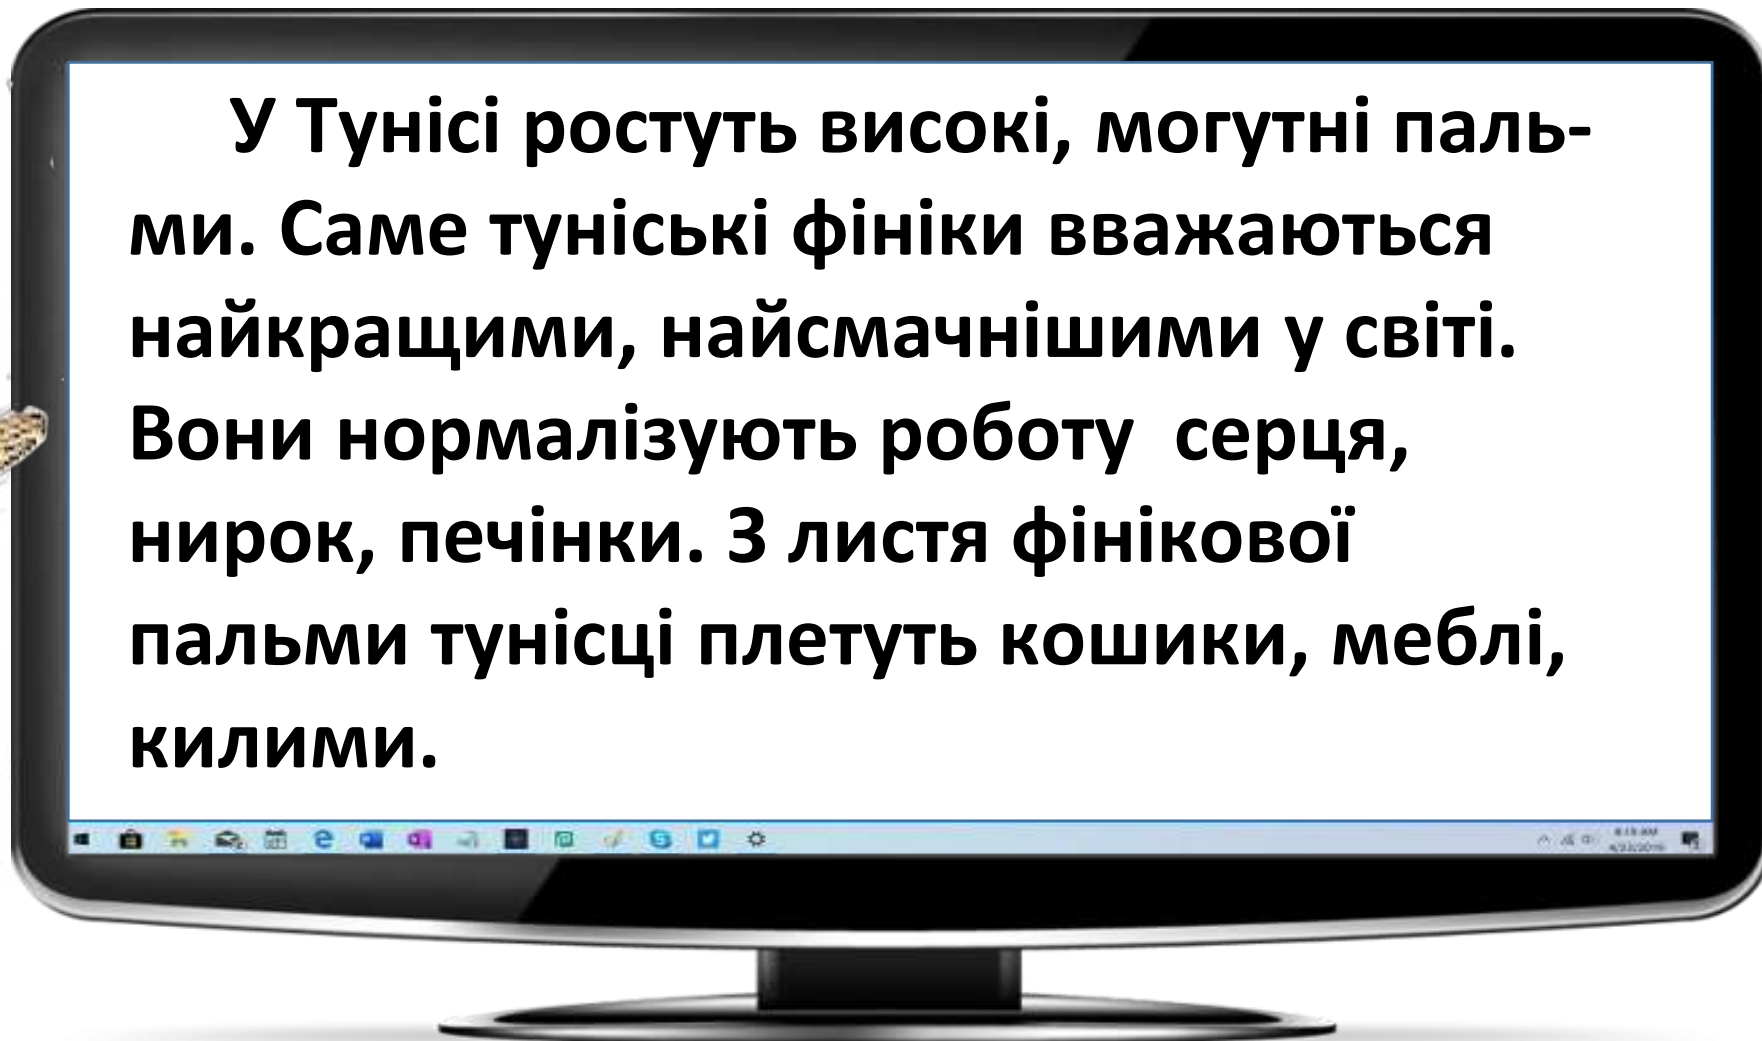 У Тунісі ростуть високі, могутні паль-
ми. Саме туніські фініки вважаються
найкращими, найсмачнішими у світі.
Вони нормалізують роботу  серця,
нирок, печінки. З листя фінікової
пальми тунісці плетуть кошики, меблі,
килими.